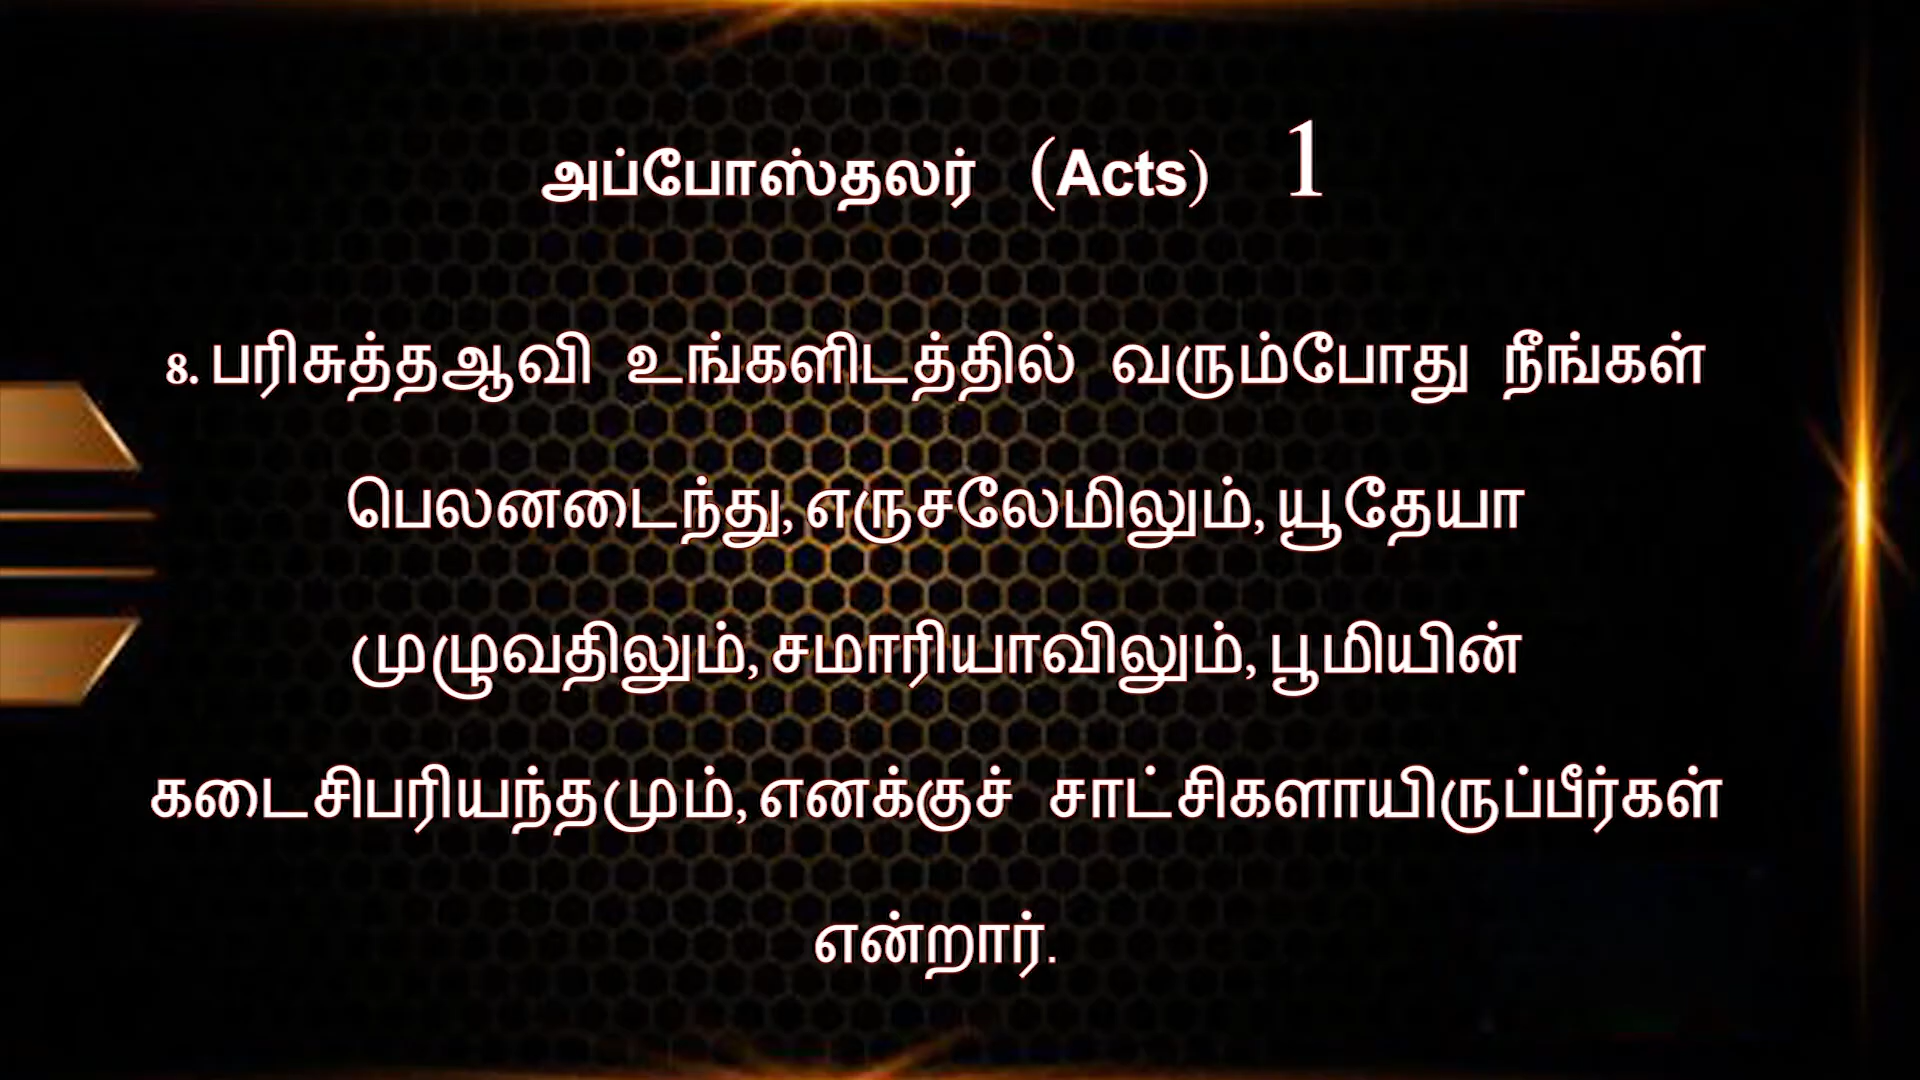 அப்போஸ்தலர் (Acts) 1
8. பரிசுத்தஆவி உங்களிடத்தில் வரும்போது நீங்கள்
பெலனடைந்து, எருசலேமிலும், யூதேயா
முழுவதிலும், சமாரியாவிலும், பூமியின்
கடைசிபரியந்தமும், எனக்குச் சாட்சிகளாயிருப்பீர்கள்
என்றார்.